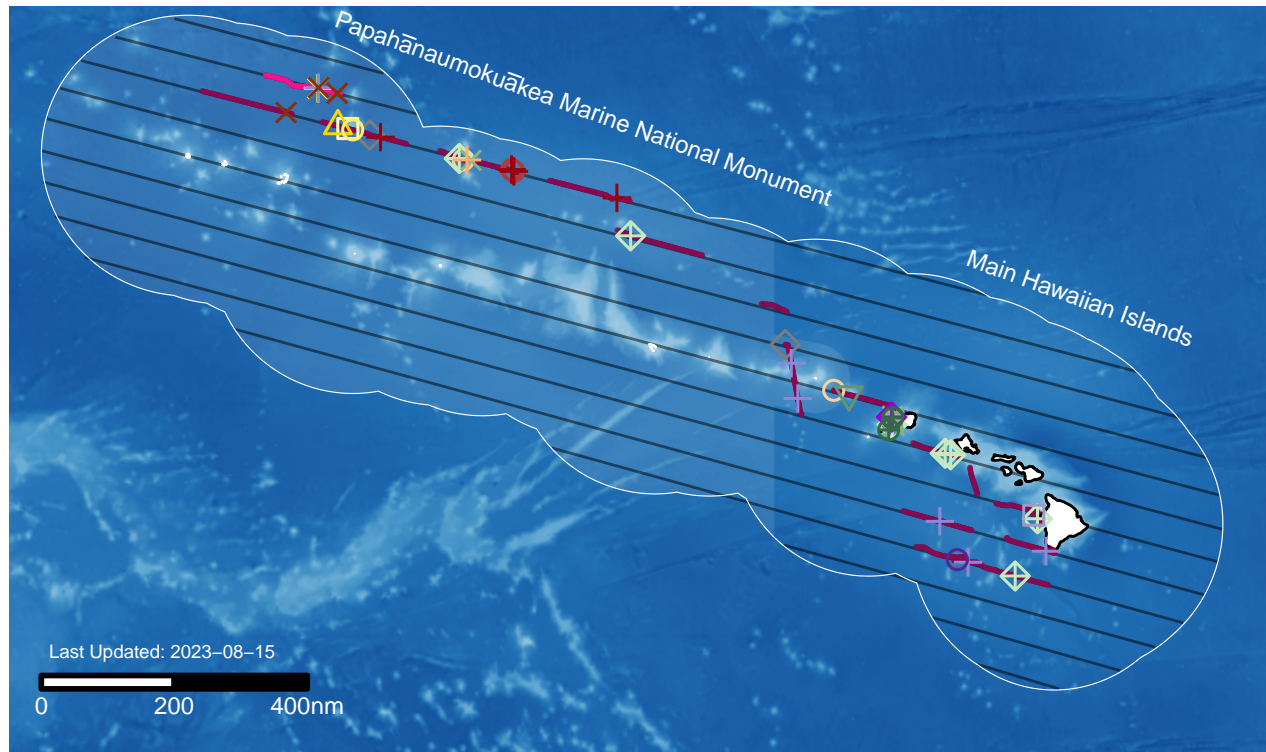 Papahānaumokuākea Marine National Monument
Main Hawaiian Islands
Last Updated: 2023−08−15
0 200 400nm